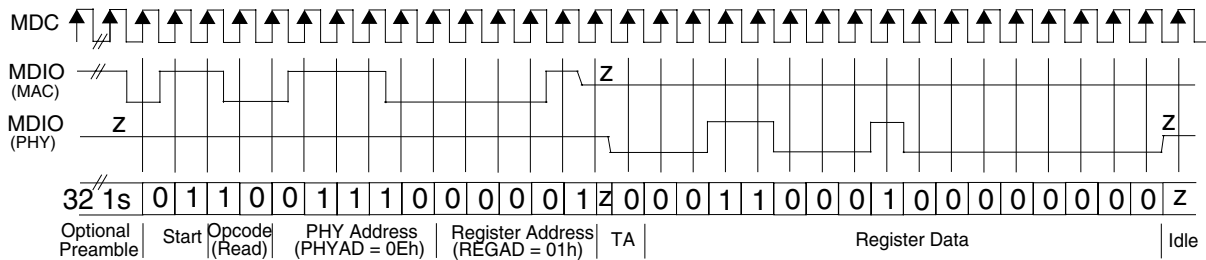 MDC
MDIO
(MAC)
z
MDIO
(PHY)
z
z
32 1s 0 1 1 0 0 1 1 1 0 0 0 0 0 1 z 0 0 0 1 1 0 0 0 1 0 0 0 0 0 0 0 0 z
Optional
Preamble
Start
Opcode
(Read)
PHY Address
(PHYAD = 0Eh)
Register Address
(REGAD = 01h)
TA
Register Data
Idle